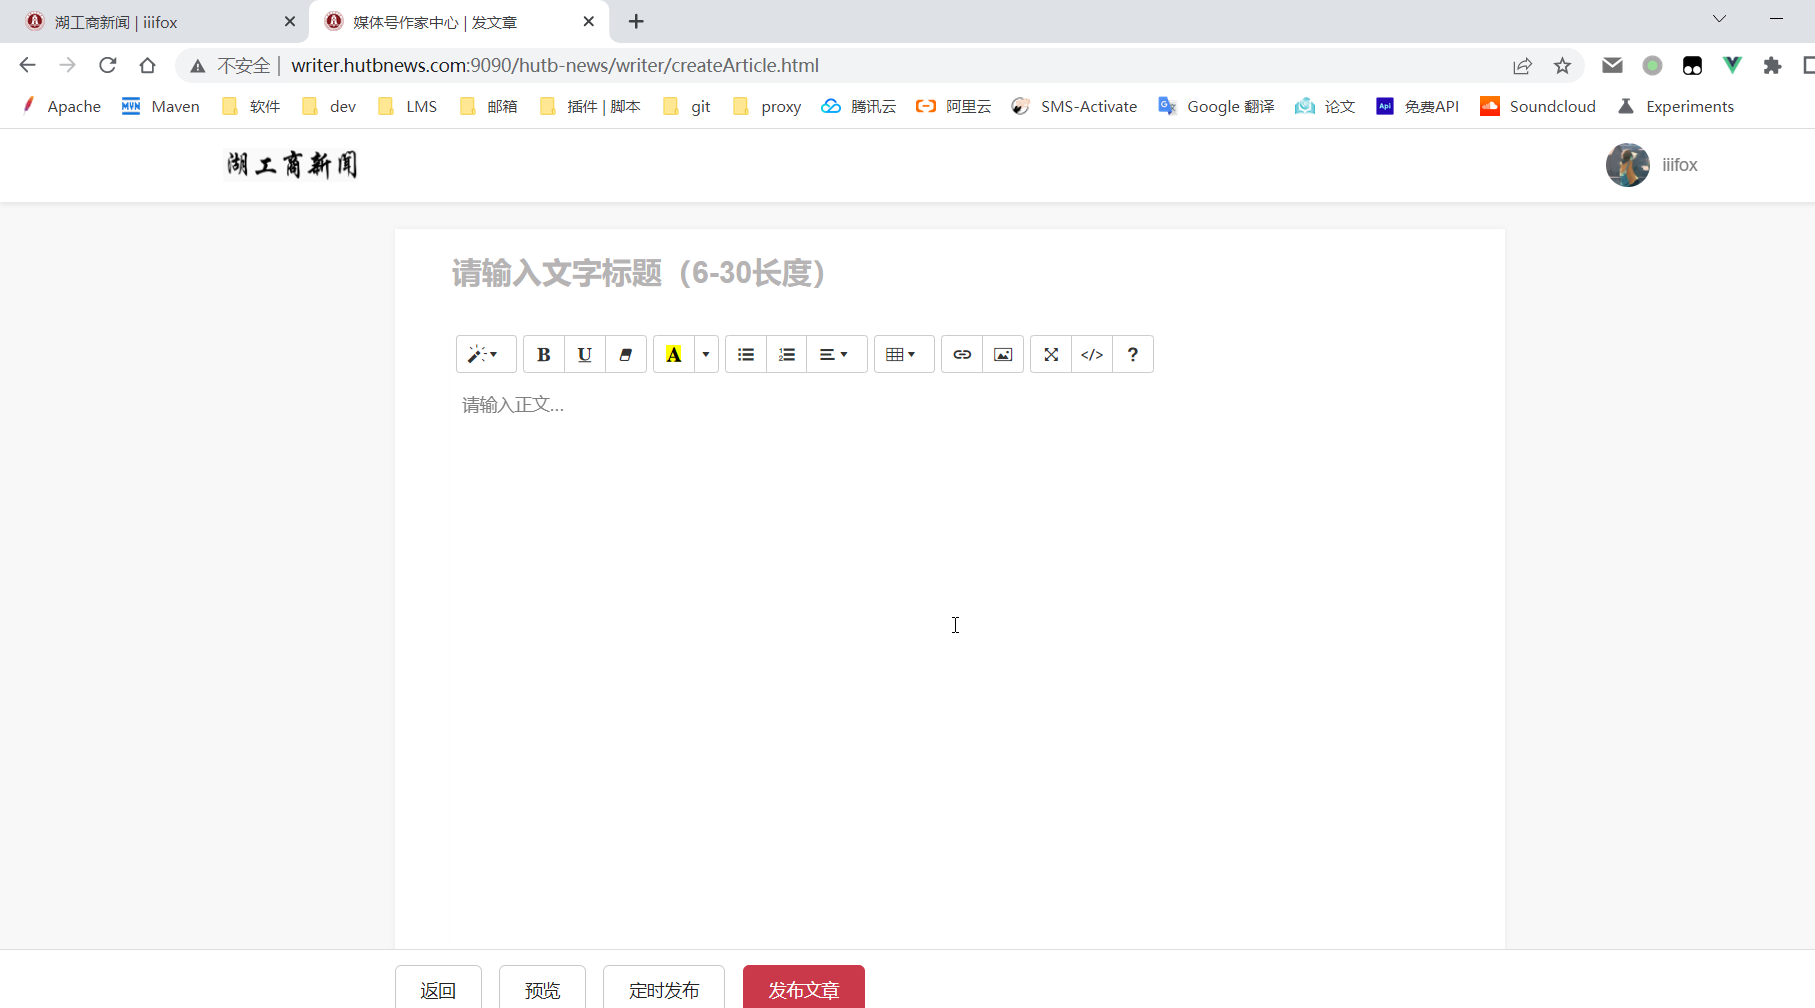 湖工商新闻 | iiifox
媒体号作家中心 | 发文章
不安全 | writer.hutbnews.com:9090/hutb-news/writer/createArticle.html
Apache MVN Maven 软件 dev LMS 邮箱 插件 | 脚本 git proxy 腾讯云 阿里云 SMS-Activate Google 翻译 论文 Api 免费API Soundcloud Experiments
湖工商新闻
iiifox
请输入文字标题（6-30长度）
B U A </> ?
请输入正文...
返回 预览 定时发布 发布文章